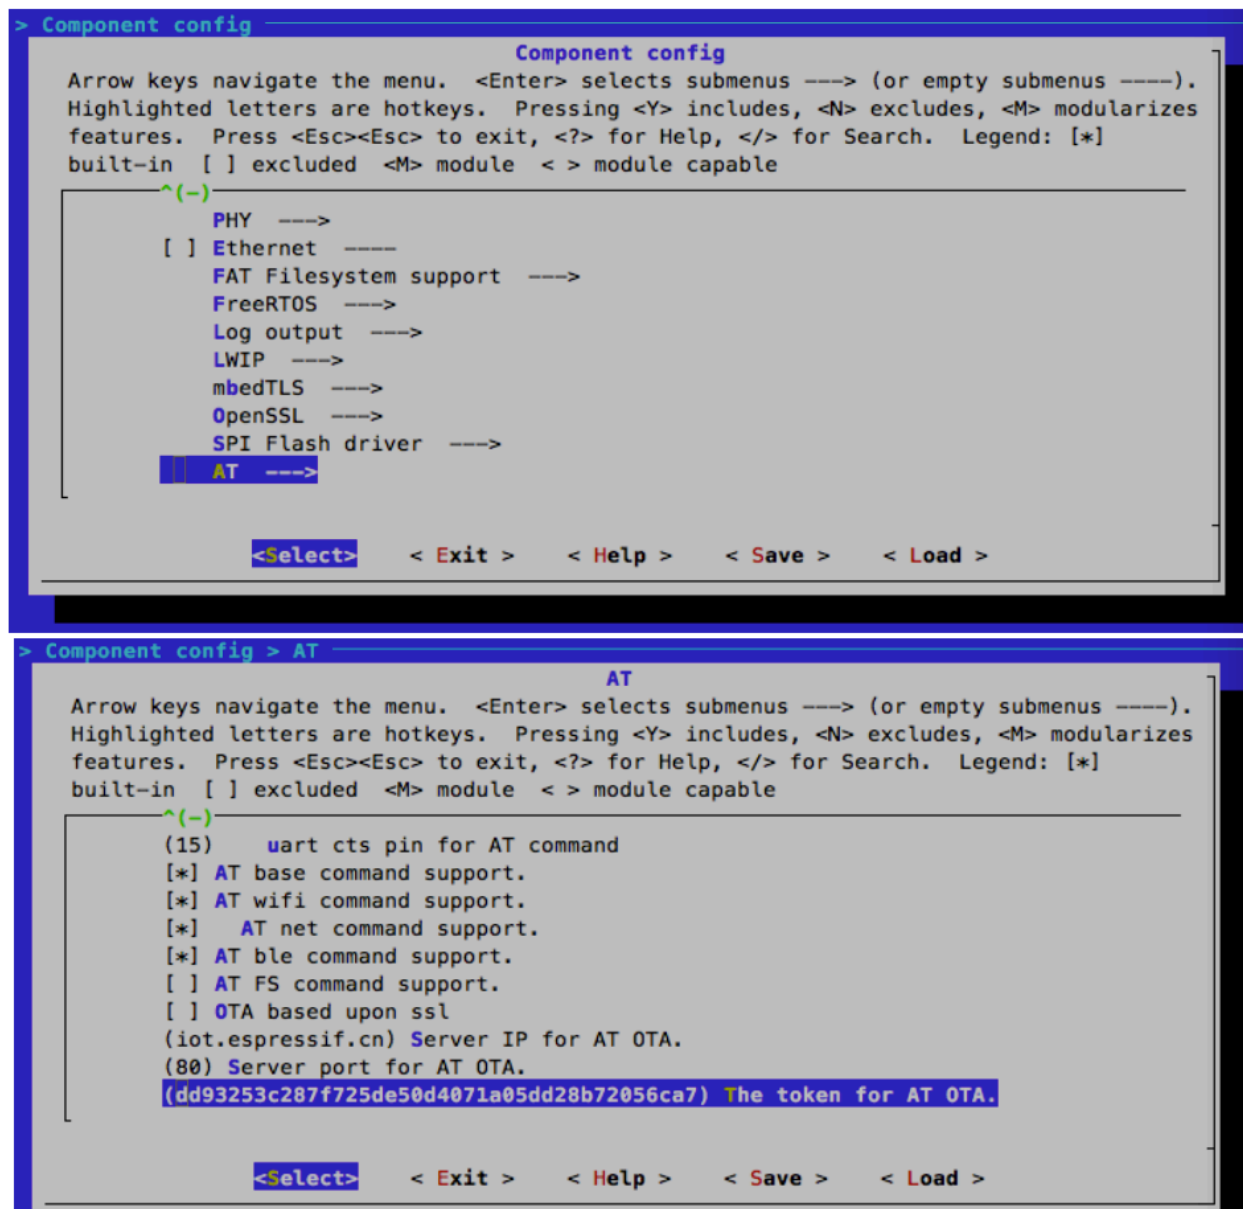 > Component config
Component config
Arrow keys navigate the menu.  <Enter> selects submenus ---> (or empty submenus ----).
Highlighted letters are hotkeys.  Pressing <Y> includes, <N> excludes, <M> modularizes
features.  Press <Esc><Esc> to exit, <?> for Help, </> for Search.  Legend: [*]
built-in  [ ] excluded  <M> module  < > module capable
^(-)
PHY  --->
[ ] Ethernet  ----
FAT Filesystem support  --->
FreeRTOS  --->
Log output  --->
LWIP  --->
mbedTLS  --->
OpenSSL  --->
SPI Flash driver  --->
AT  --->
<Select>    < Exit >    < Help >    < Save >    < Load >
> Component config > AT
AT
Arrow keys navigate the menu.  <Enter> selects submenus ---> (or empty submenus ----).
Highlighted letters are hotkeys.  Pressing <Y> includes, <N> excludes, <M> modularizes
features.  Press <Esc><Esc> to exit, <?> for Help, </> for Search.  Legend: [*]
built-in  [ ] excluded  <M> module  < > module capable
^(-)
(15)    uart cts pin for AT command
[*] AT base command support.
[*] AT wifi command support.
[*]   AT net command support.
[*] AT ble command support.
[ ] AT FS command support.
[ ] OTA based upon ssl
(iot.espressif.cn) Server IP for AT OTA.
(80) Server port for AT OTA.
(dd93253c287f725de50d4071a05dd28b72056ca7) The token for AT OTA.
<Select>    < Exit >    < Help >    < Save >    < Load >